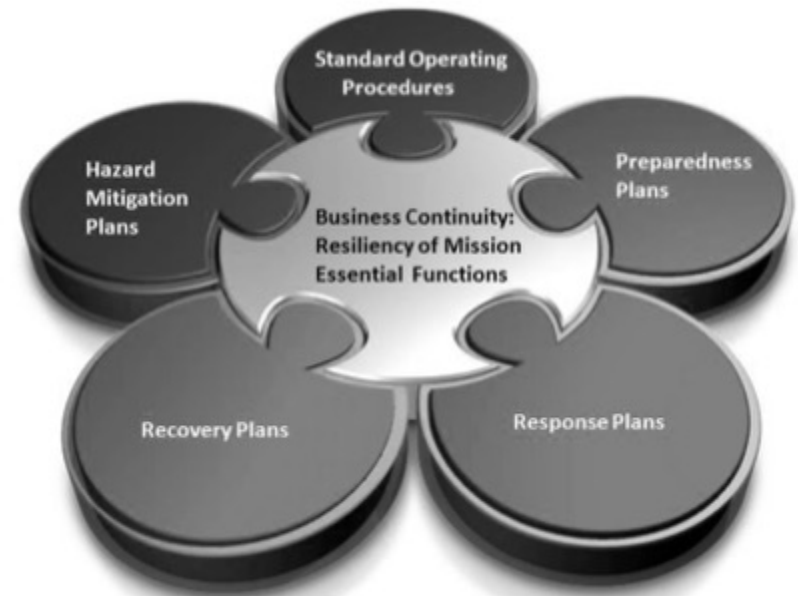 Standard Operating
Procedures
Hazard
Mitigation
Plans
Preparedness
Plans
Business Continuity:
Resiliency of Mission
Essential Functions
Recovery Plans
Response Plans